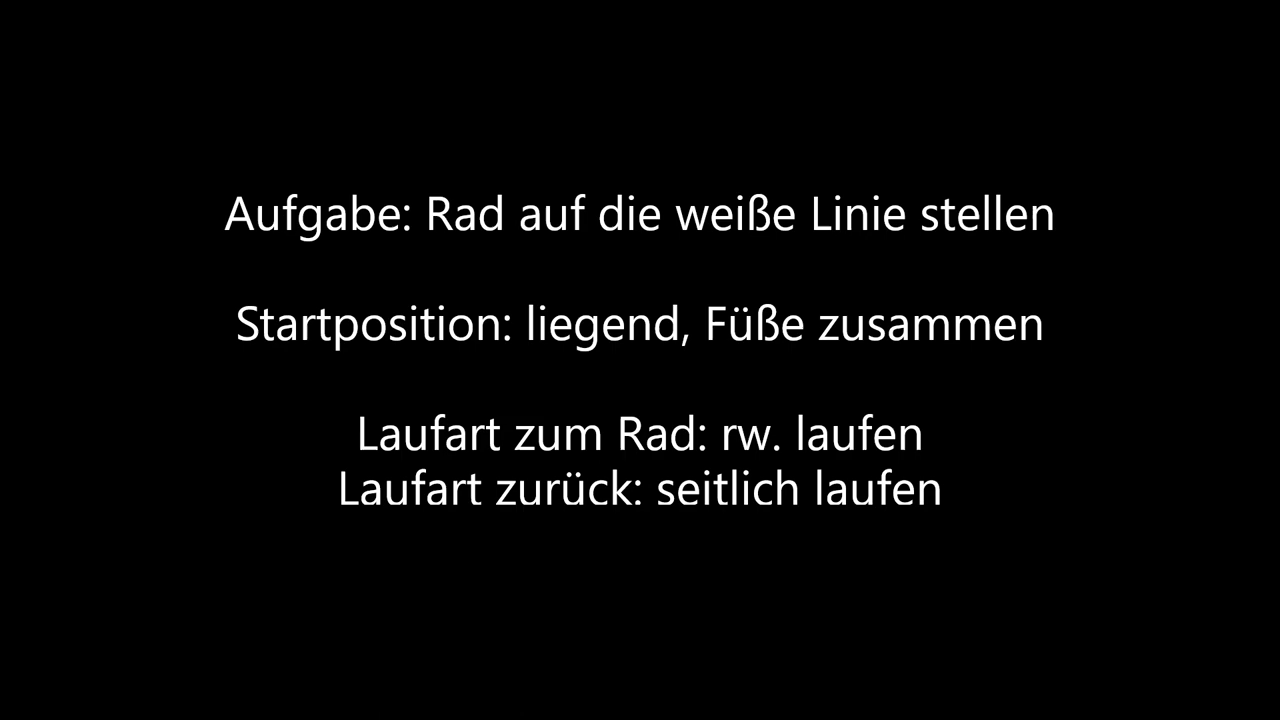 Aufgabe: Rad auf die weiße Linie stellen
Startposition: liegend, Füße zusammen
Laufart zum Rad: rw. laufen
Laufart zurück: seitlich laufen